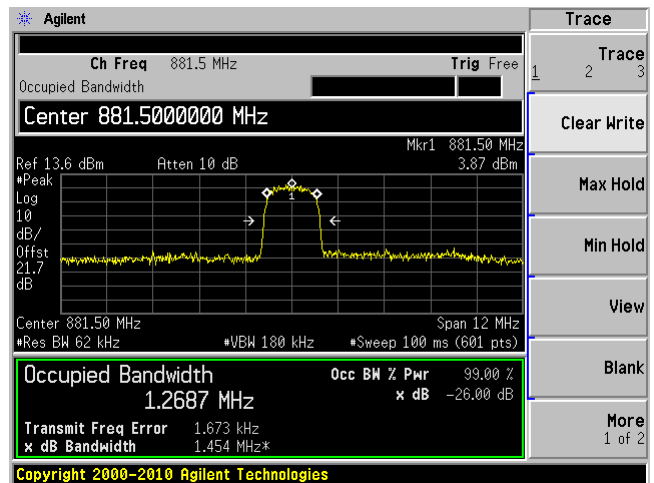 Agilent
Trace
Ch Freq 881.5 MHz Trig Free
Occupied Bandwidth
Center 881.5000000 MHz
Mkr1 881.50 MHz
Ref 13.6 dBm Atten 10 dB 3.87 dBm
#Peak
Log
10
dB/
Offst
21.7
dB
1
Center 881.50 MHz Span 12 MHz
#Res BW 62 kHz #VBW 180 kHz #Sweep 100 ms (601 pts)
Occupied Bandwidth Occ BW % Pwr 99.00 %
1.2687 MHz x dB -26.00 dB
Transmit Freq Error 1.673 kHz
x dB Bandwidth 1.454 MHz*
Copyright 2000-2010 Agilent Technologies
Trace
1 2 3
Clear Write
Max Hold
Min Hold
View
Blank
More
1 of 2